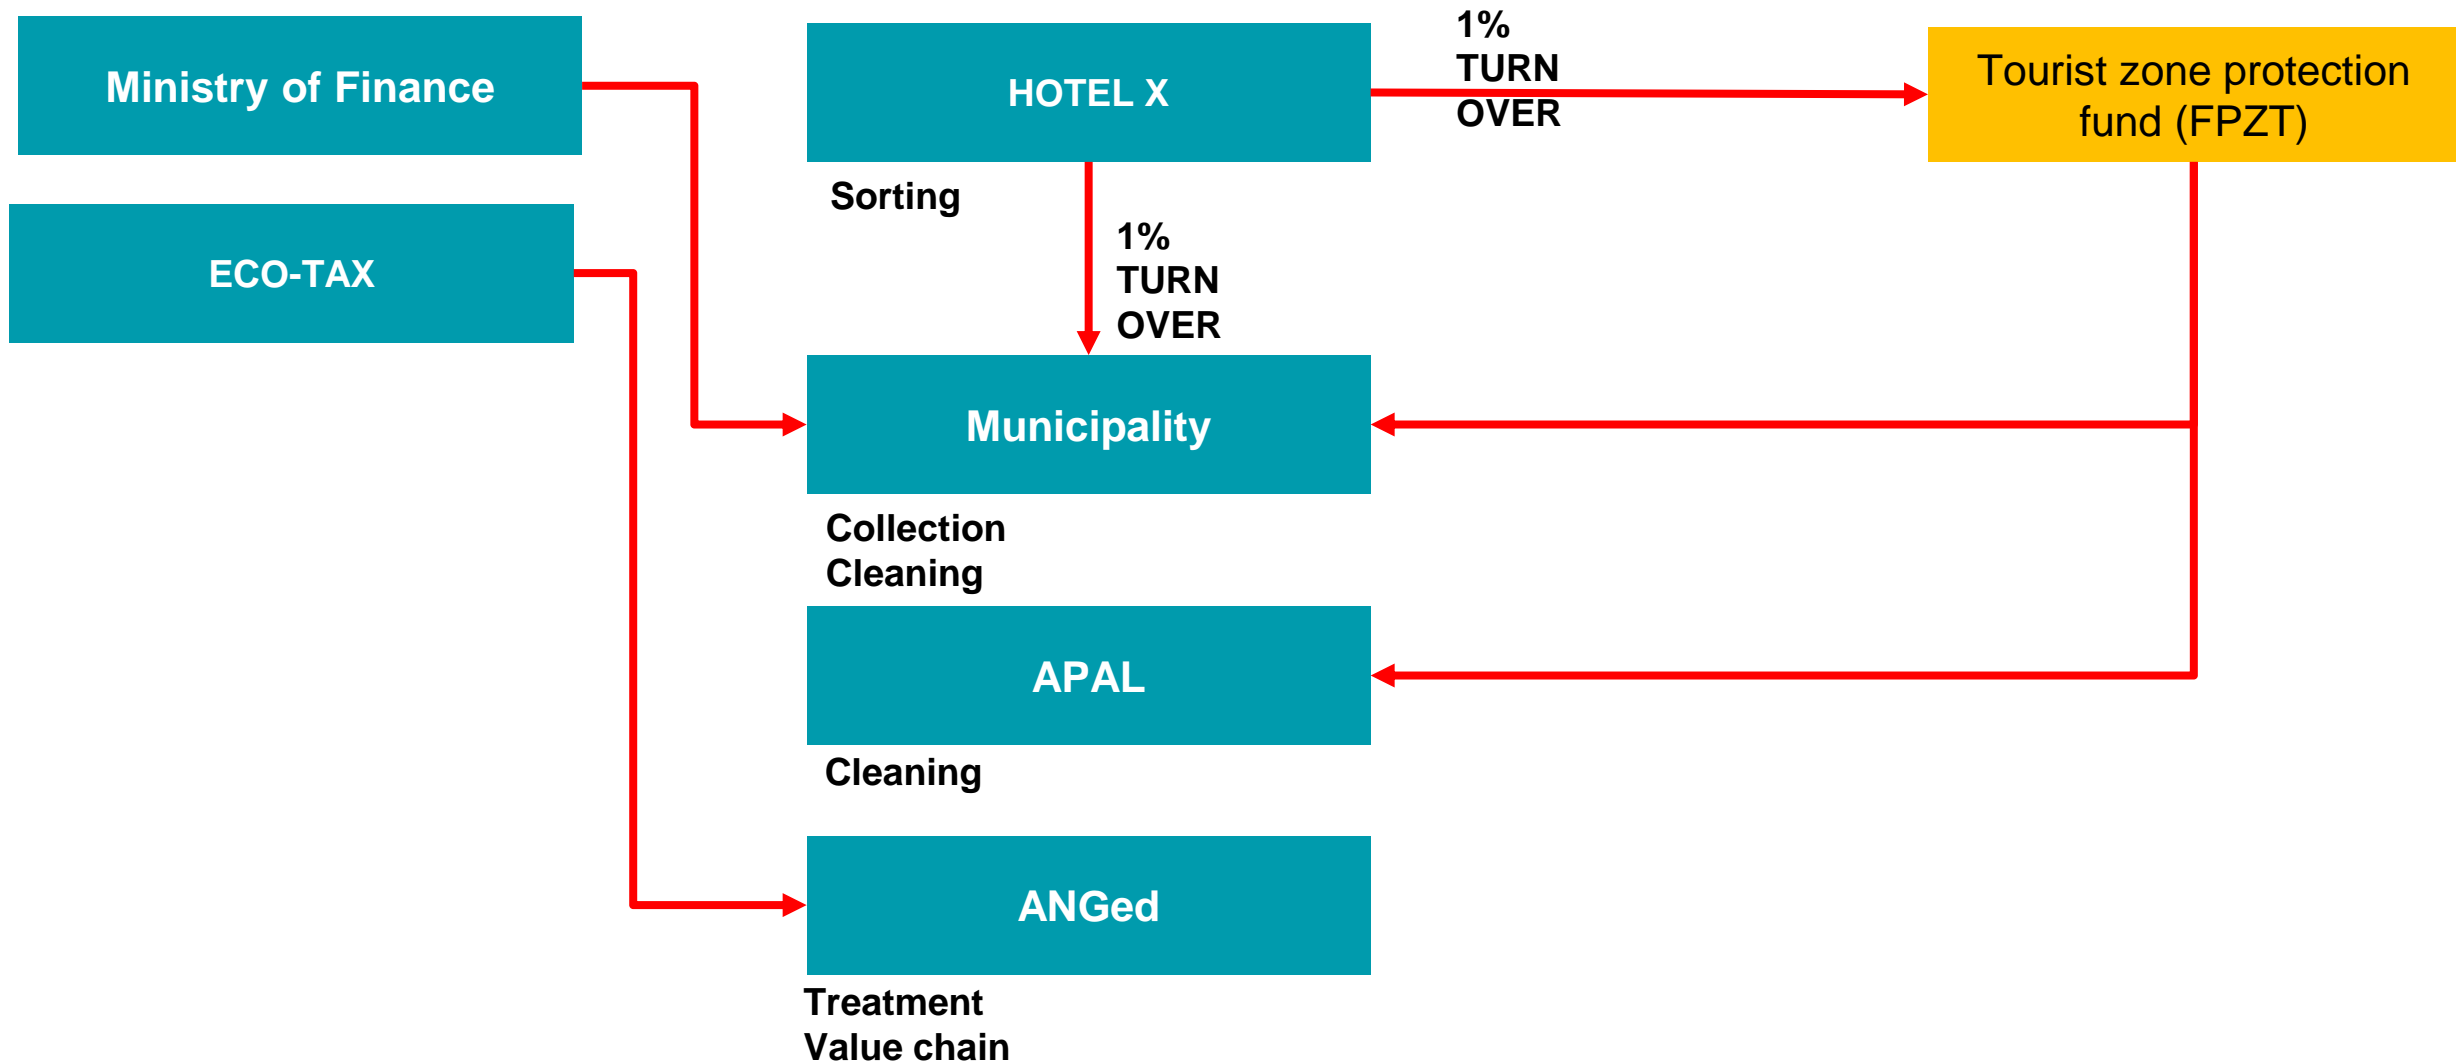 Ministry of Finance
HOTEL X
1%
TURN
OVER
Tourist zone protection
fund (FPZT)
Sorting
ECO-TAX
1%
TURN
OVER
Municipality
Collection
Cleaning
APAL
Cleaning
ANGed
Treatment
Value chain